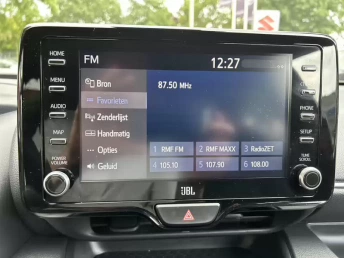 FM 12:27
HOME
MENU
AUDIO
MAP
POWER
VOLUME
Bron
Favorieten
Zenderlijst
Handmatig
Opties
Geluid
87.50 MHz
1 RMF FM 2 RMF MAXX 3 RadioZET
4 105.10 5 107.90 6 108.00
PHONE
SETUP
TUNE
SCROLL
JBL